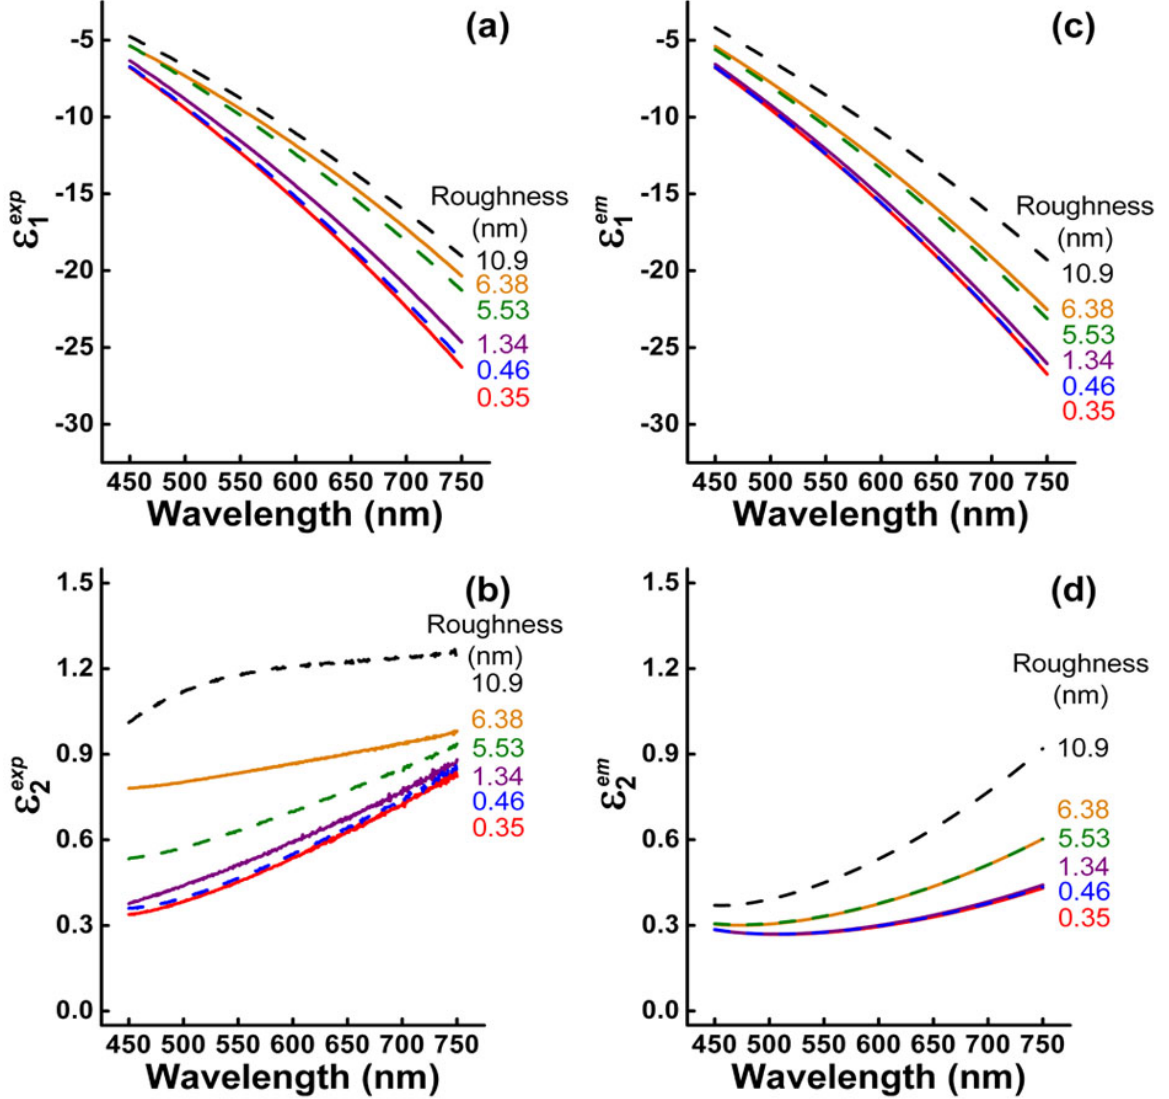 (a)
-5
-10
-15
-20
-25
-30
ε₁ᵉˣᵖ
Roughness
(nm)
10.9
6.38
5.53
1.34
0.46
0.35
450 500 550 600 650 700 750
Wavelength (nm)
(c)
-5
-10
-15
-20
-25
-30
ε₁ᵉᵐ
Roughness
(nm)
10.9
6.38
5.53
1.34
0.46
0.35
450 500 550 600 650 700 750
Wavelength (nm)
(b)
1.5
1.2
0.9
0.6
0.3
0.0
ε₂ᵉˣᵖ
Roughness
(nm)
10.9
6.38
5.53
1.34
0.46
0.35
450 500 550 600 650 700 750
Wavelength (nm)
(d)
1.5
1.2
0.9
0.6
0.3
0.0
ε₂ᵉᵐ
Roughness
(nm)
10.9
6.38
5.53
1.34
0.46
0.35
450 500 550 600 650 700 750
Wavelength (nm)